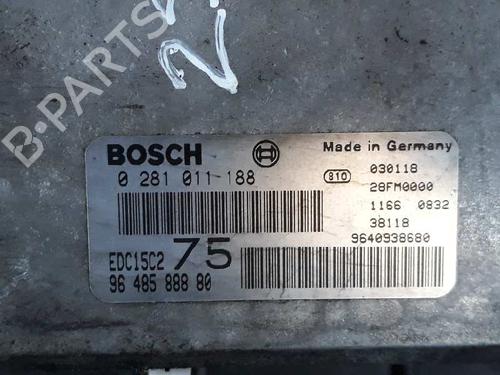 B-PARTS
BOSCH
Made in Germany
0 281 011 188
810
030118
28FM0000
1166 0832
38118
9640938680
EDC15C2 75
96 485 888 80